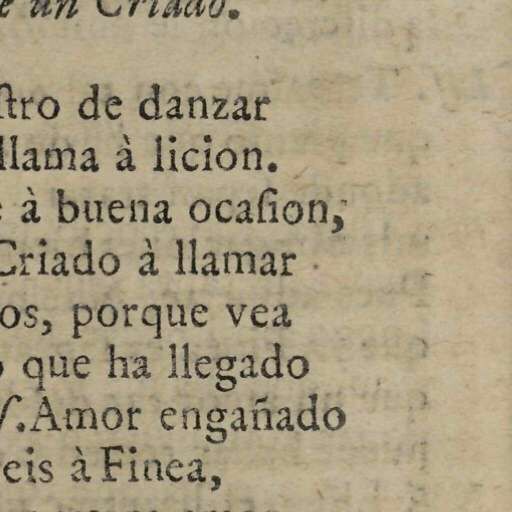 un Criado.
ſtro de danzar
llama à licion.
à buena ocaſion,
Criado à llamar
os, porque vea
que ha llegado
ſ. Amor engañado
eis à Finea,